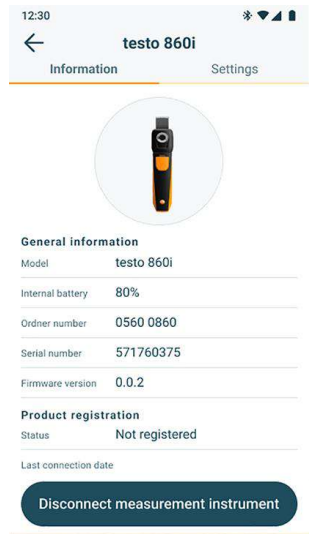 12:30
testo 860i
Information Settings
General information
Model testo 860i
Internal battery 80%
Ordner number 0560 0860
Serial number 571760375
Firmware version 0.0.2
Product registration
Status Not registered
Last connection date
Disconnect measurement instrument